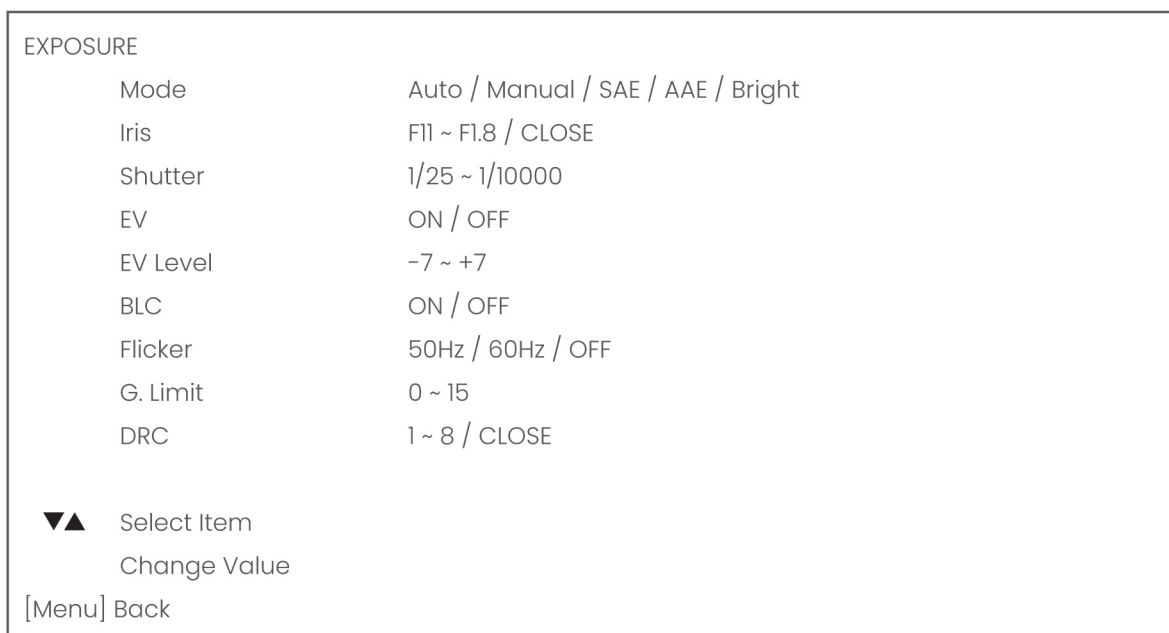 EXPOSURE
Mode Auto / Manual / SAE / AAE / Bright
Iris F11 ~ F1.8 / CLOSE
Shutter 1/25 ~ 1/10000
EV ON / OFF
EV Level -7 ~ +7
BLC ON / OFF
Flicker 50Hz / 60Hz / OFF
G. Limit 0 ~ 15
DRC 1 ~ 8 / CLOSE
▼▲ Select Item
Change Value
[Menu] Back